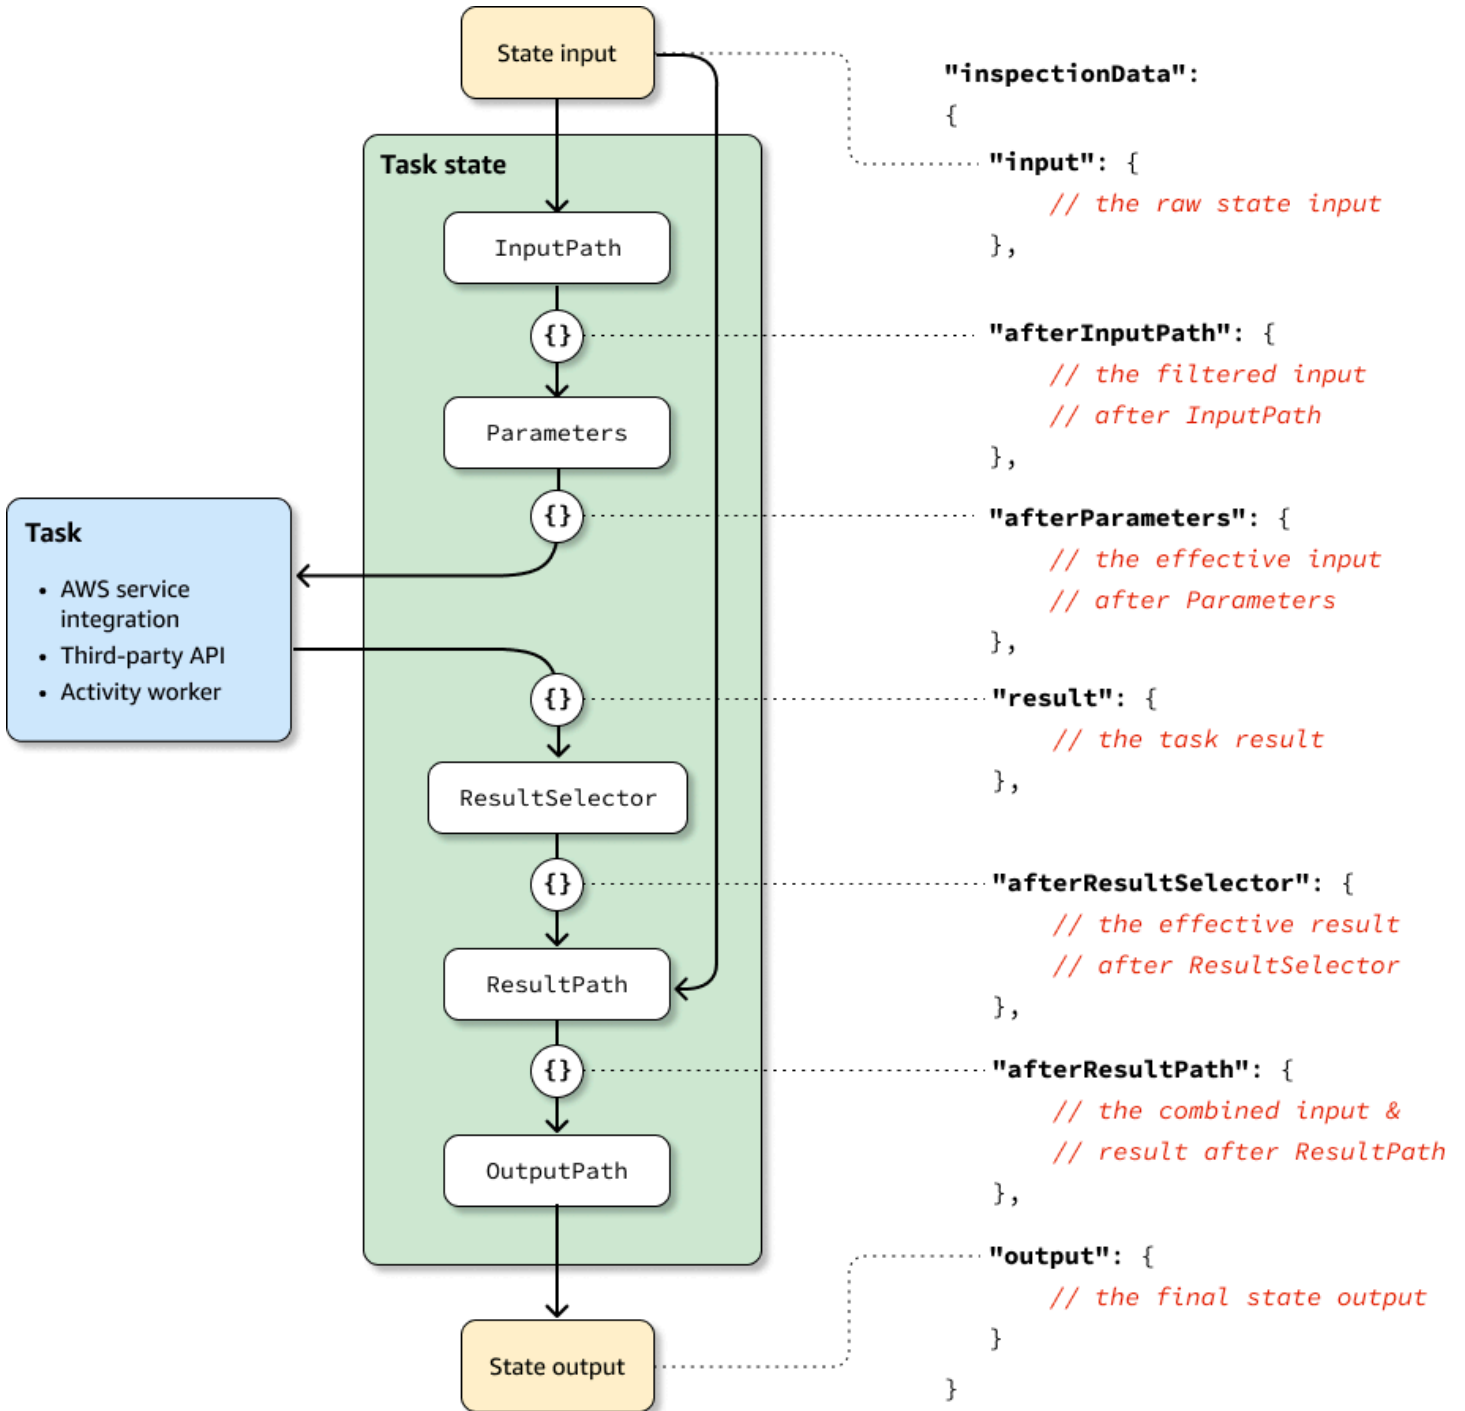 State input
Task state
InputPath
{}
Parameters
{}
Task
• AWS service
integration
• Third-party API
• Activity worker
{}
ResultSelector
{}
ResultPath
{}
OutputPath
State output
"inspectionData":
{
"input": {
// the raw state input
},
"afterInputPath": {
// the filtered input
// after InputPath
},
"afterParameters": {
// the effective input
// after Parameters
},
"result": {
// the task result
},
"afterResultSelector": {
// the effective result
// after ResultSelector
},
"afterResultPath": {
// the combined input &
// result after ResultPath
},
"output": {
// the final state output
}
}